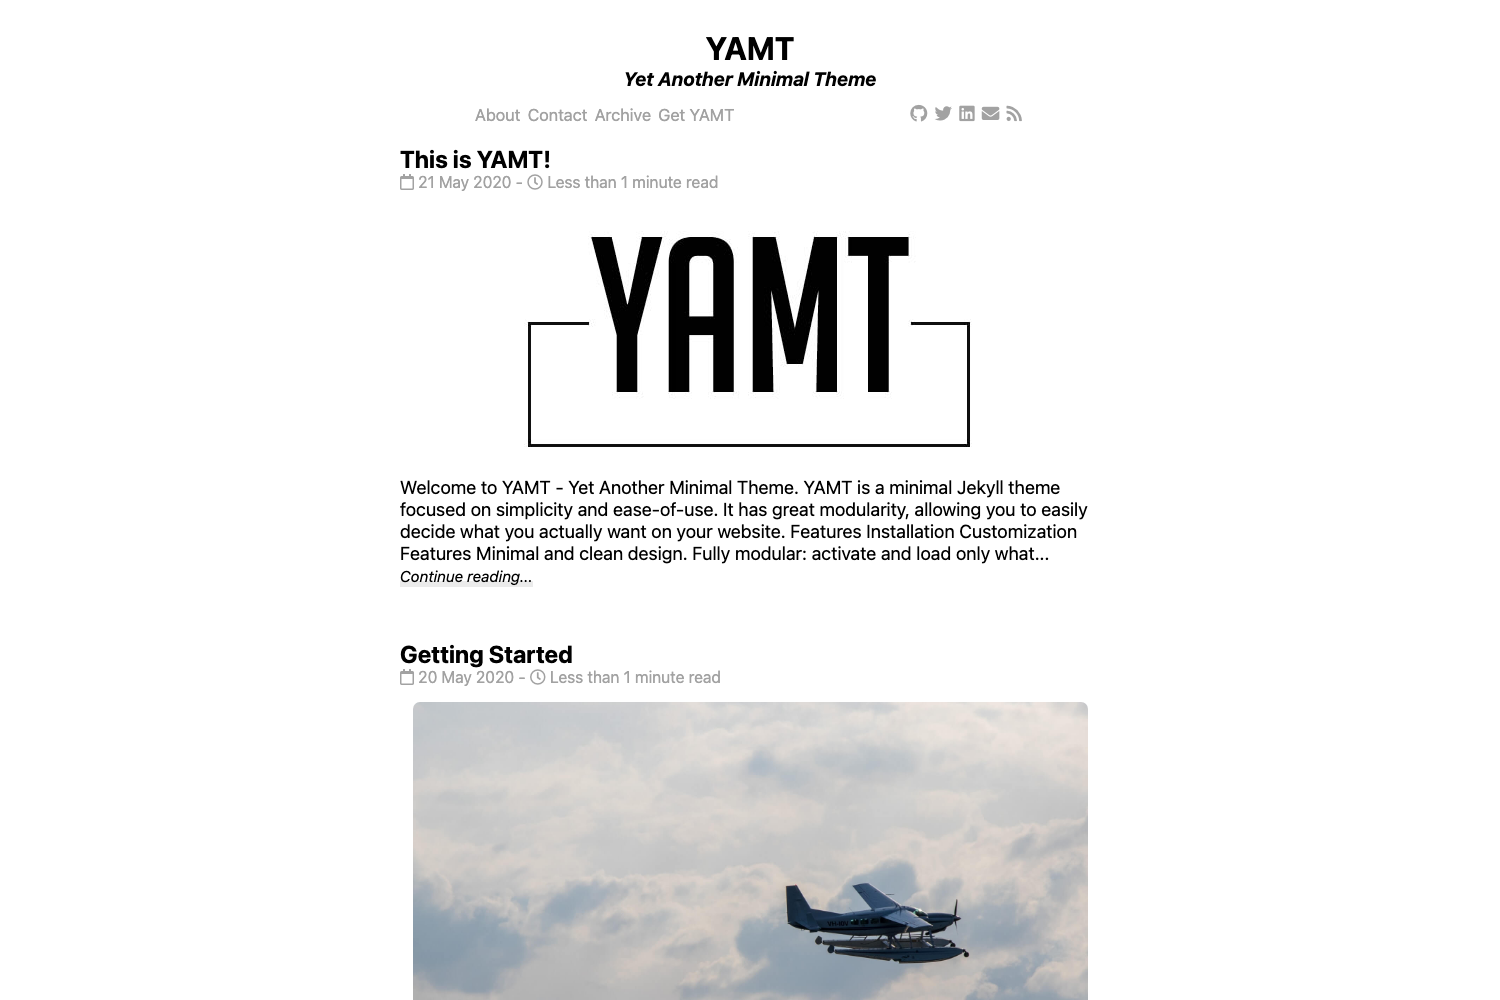 YAMT
Yet Another Minimal Theme
About Contact Archive Get YAMT
This is YAMT!
21 May 2020 - Less than 1 minute read
YAMT
Welcome to YAMT - Yet Another Minimal Theme. YAMT is a minimal Jekyll theme
focused on simplicity and ease-of-use. It has great modularity, allowing you to easily
decide what you actually want on your website. Features Installation Customization
Features Minimal and clean design. Fully modular: activate and load only what...
Continue reading...
Getting Started
20 May 2020 - Less than 1 minute read